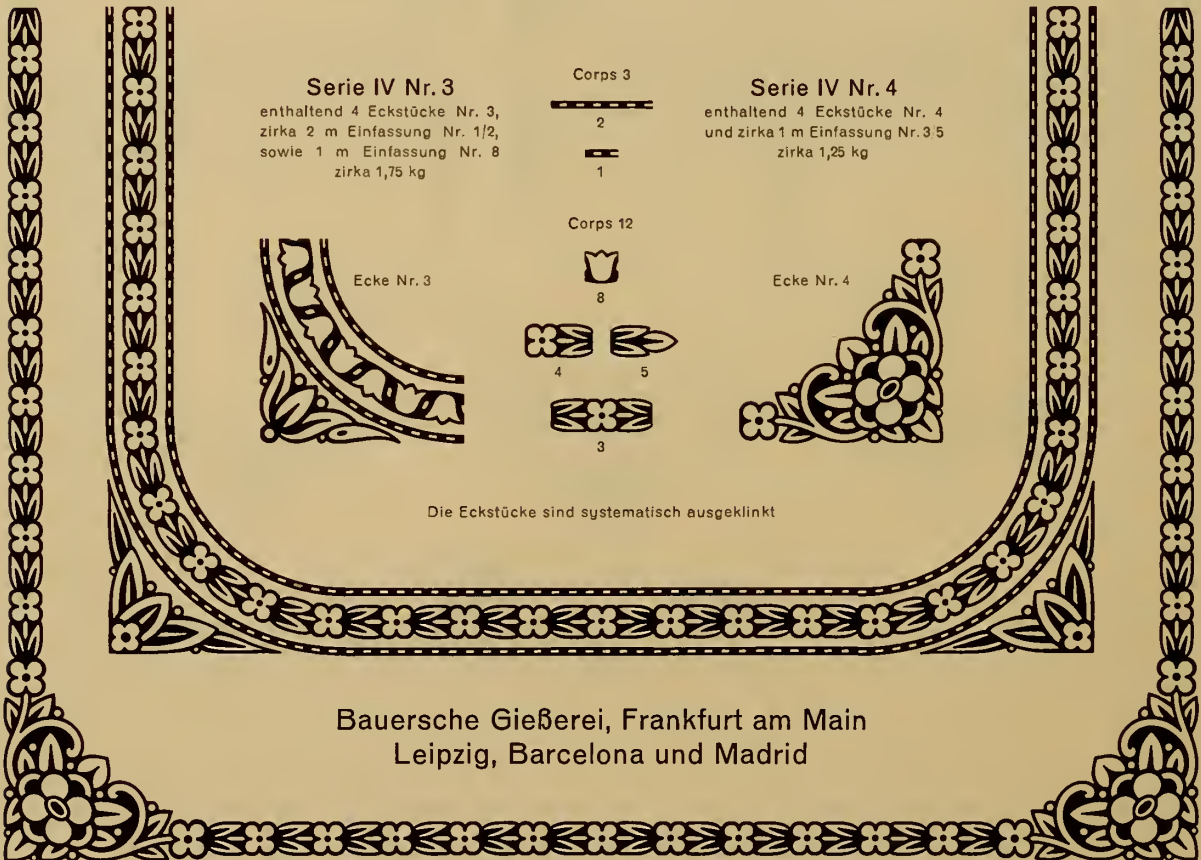 Serie IV Nr. 3
enthaltend 4 Eckstücke Nr. 3,
zirka 2 m Einfassung Nr. 1/2,
sowie 1 m Einfassung Nr. 8
zirka 1,75 kg
Corps 3
2
1
Serie IV Nr. 4
enthaltend 4 Eckstücke Nr. 4
und zirka 1 m Einfassung Nr. 3 5
zirka 1,25 kg
Ecke Nr. 3
Corps 12
8
4 5
3
Ecke Nr. 4
Die Eckstücke sind systematisch ausgeklinkt
Bauersche Gießerei, Frankfurt am Main
Leipzig, Barcelona und Madrid